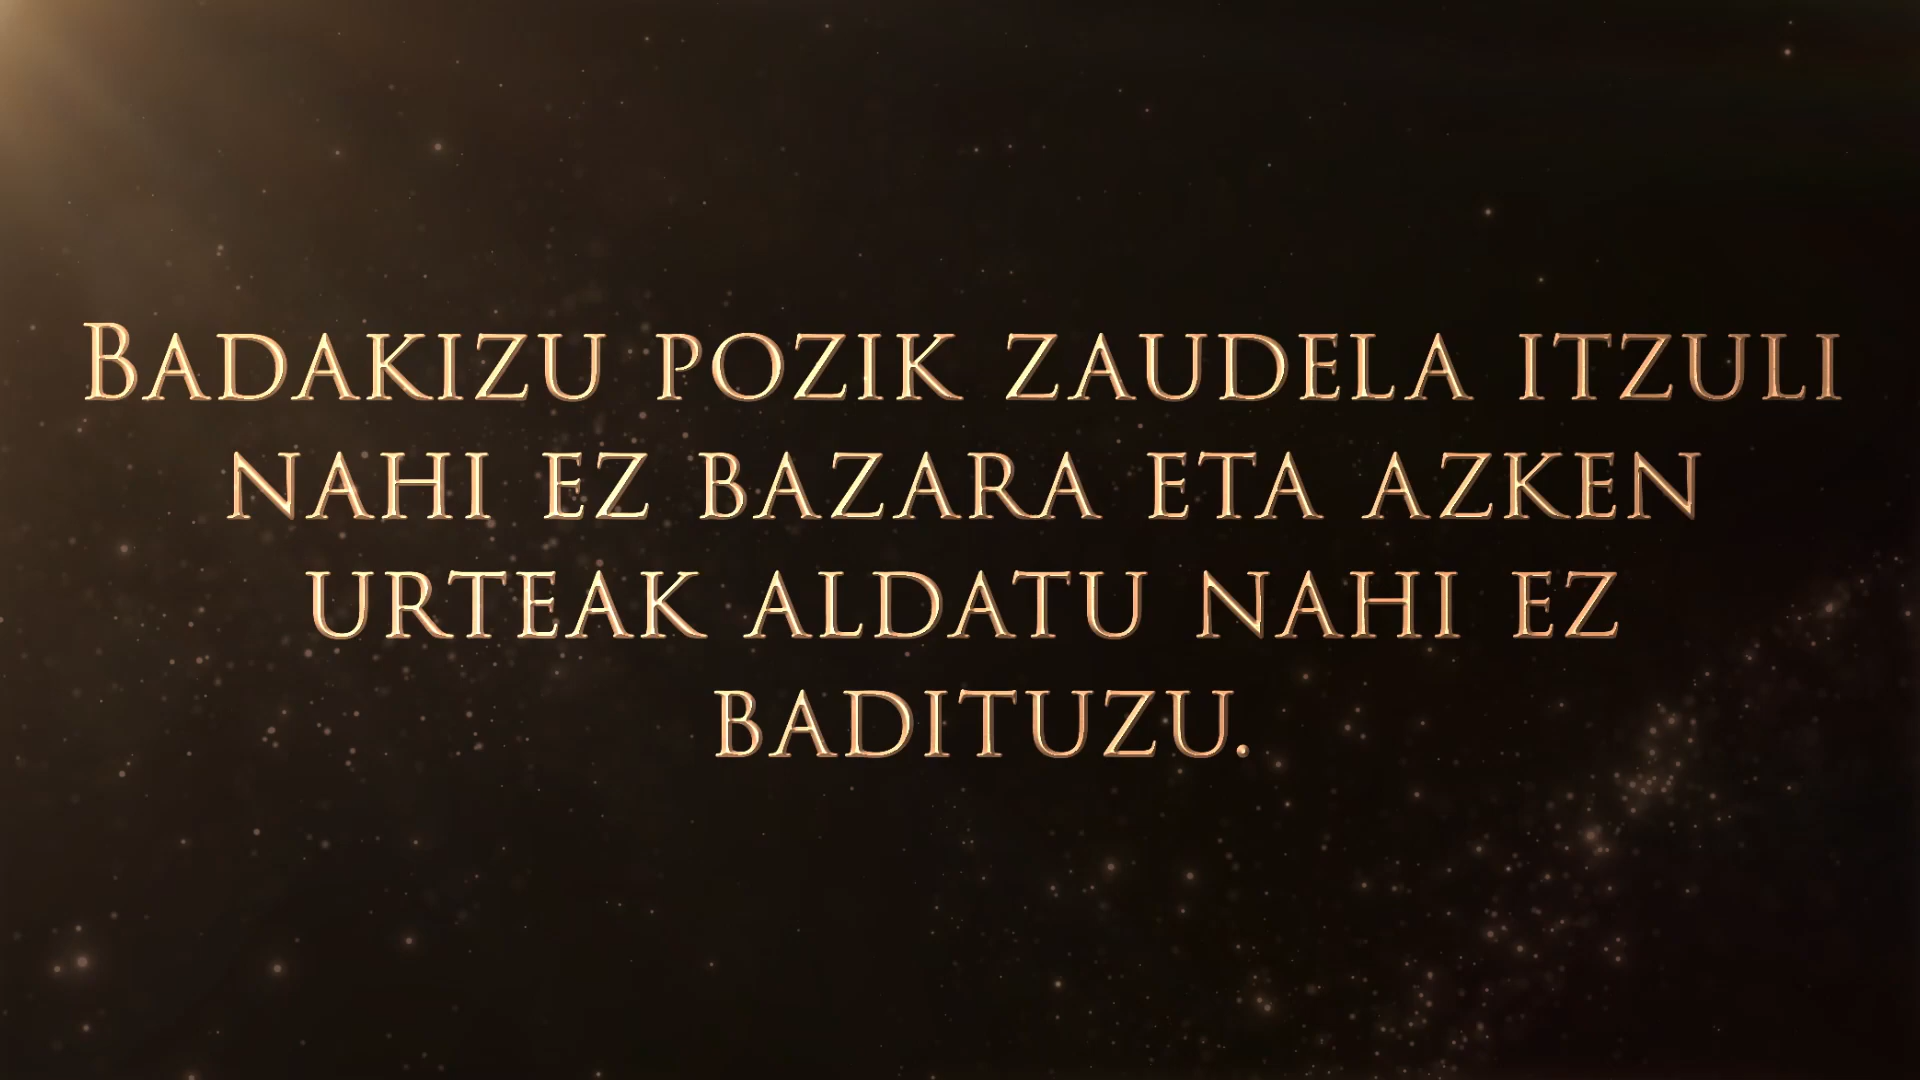 Badakizu pozik zaudela itzuli
nahi ez bazara eta azken
urteak aldatu nahi ez
badituzu.